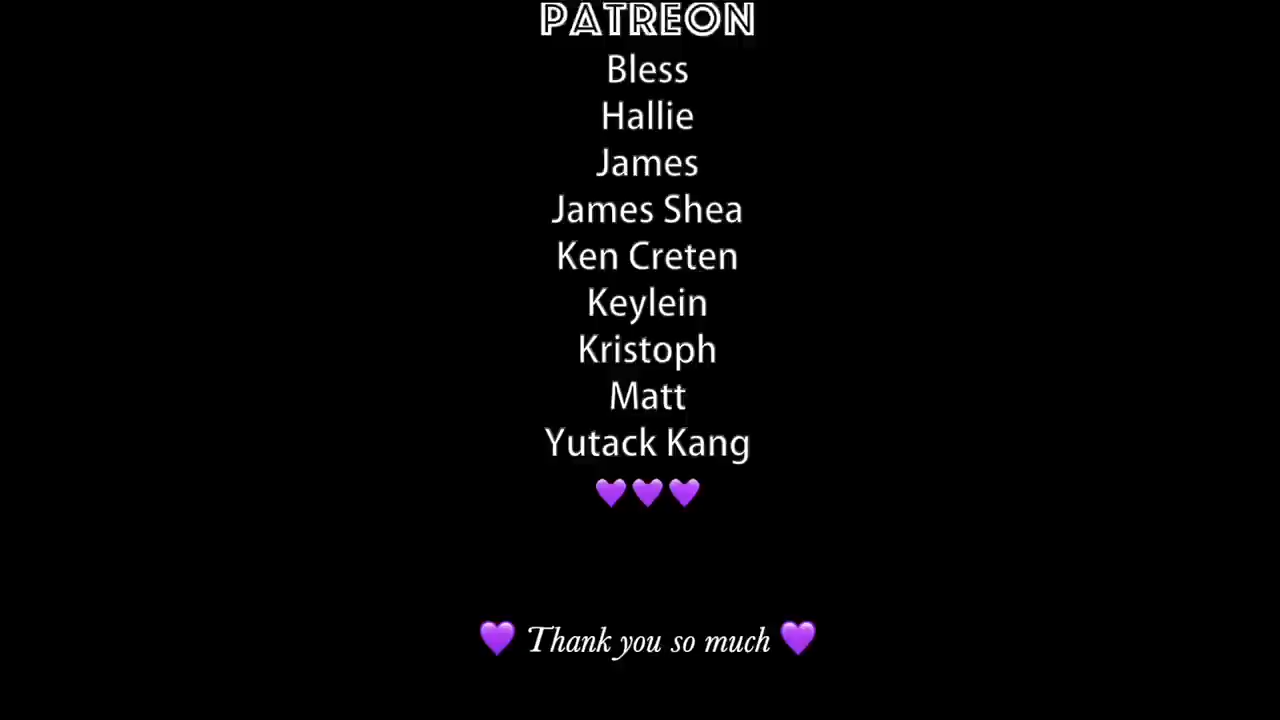 PATREON
Bless
Hallie
James
James Shea
Ken Creten
Keylein
Kristoph
Matt
Yutack Kang
💜💜💜
💜 Thank you so much 💜